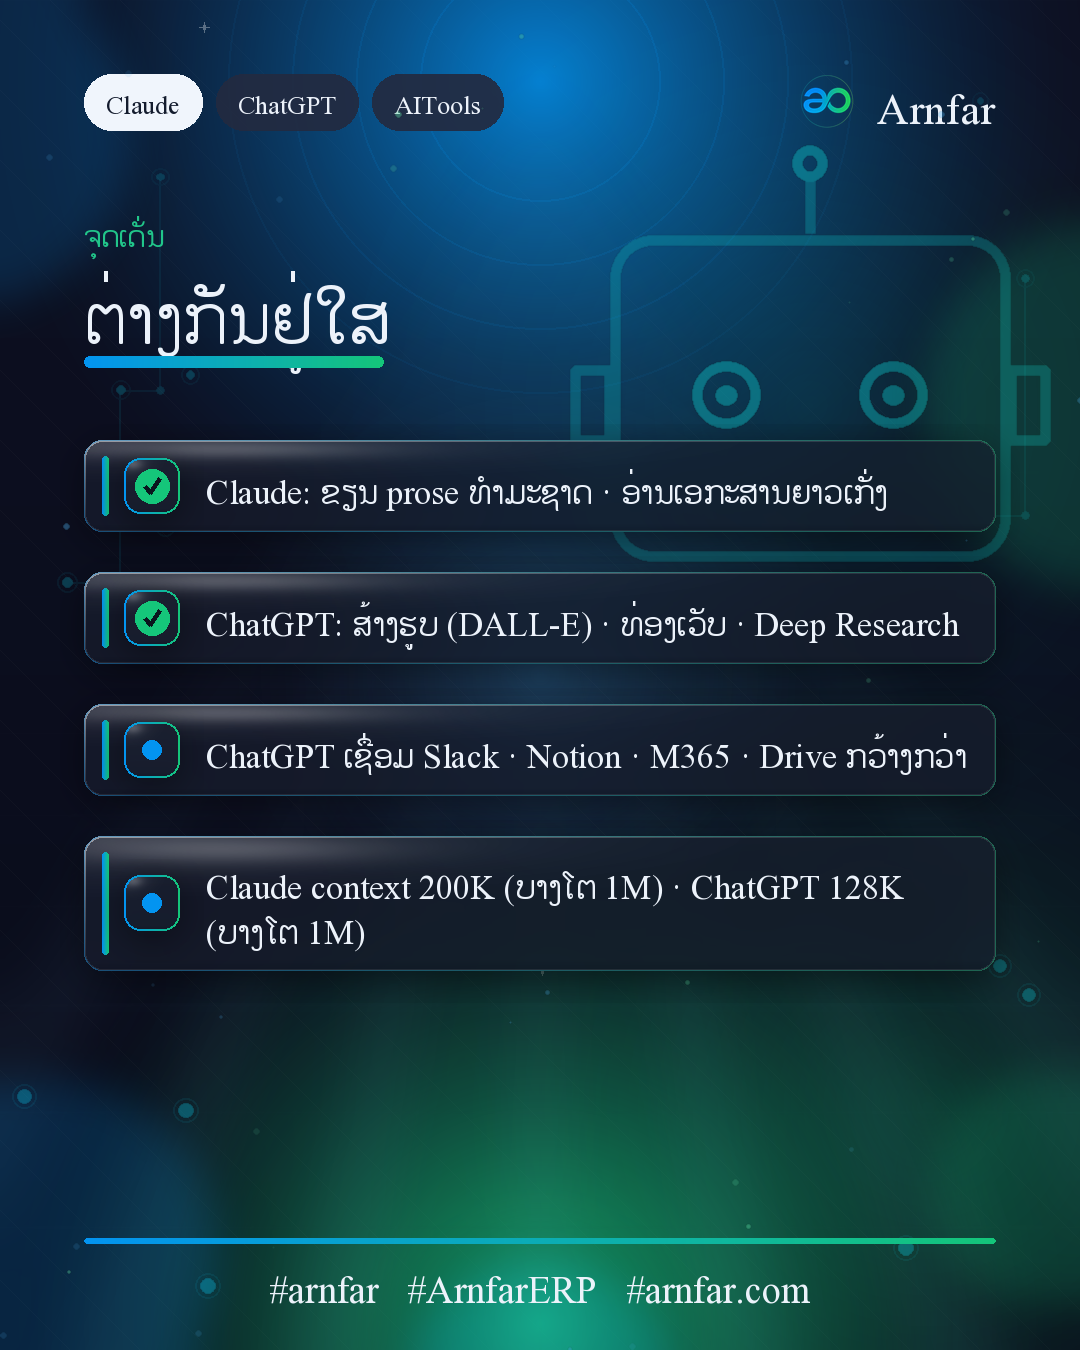 Claude ChatGPT AITools
Arnfar
ຈຸດເດັ່ນ
ຕ່າງກັນຢູ່ໃສ
Claude: ຂຽນ prose ທຳມະຊາດ · ອ່ານເອກະສານຍາວເກັ່ງ
ChatGPT: ສ້າງຮູບ (DALL-E) · ທ່ອງເວັບ · Deep Research
ChatGPT ເຊື່ອມ Slack · Notion · M365 · Drive ກວ້າງກວ່າ
Claude context 200K (ບາງໂຕ 1M) · ChatGPT 128K
(ບາງໂຕ 1M)
#arnfar #ArnfarERP #arnfar.com